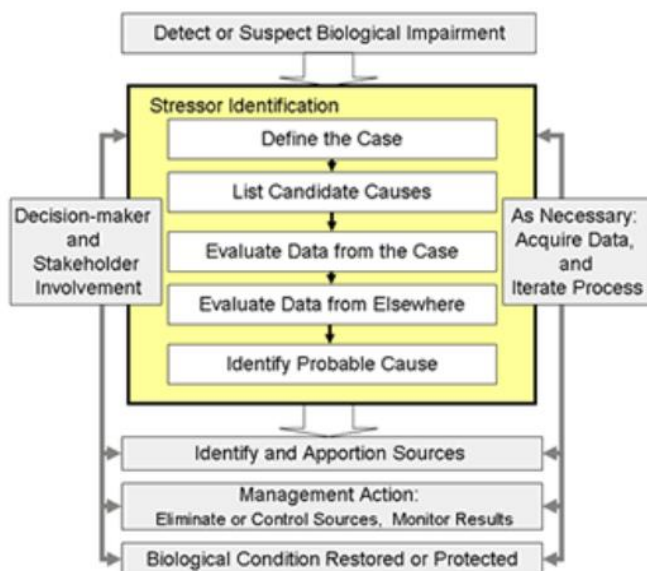 Detect or Suspect Biological Impairment
Stressor Identification
Define the Case
List Candidate Causes
Evaluate Data from the Case
Evaluate Data from Elsewhere
Identify Probable Cause
Decision-maker
and
Stakeholder
Involvement
As Necessary:
Acquire Data,
and
Iterate Process
Identify and Apportion Sources
Management Action:
Eliminate or Control Sources, Monitor Results
Biological Condition Restored or Protected